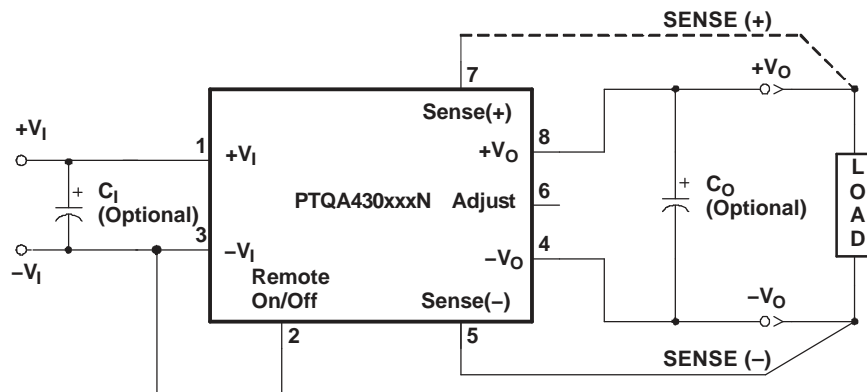 SENSE (+)
7
+VO
Sense(+)
8
+VI
1
+VI
+VO
+
CI
(Optional)
PTQA430xxxN
Adjust
6
+
CO
(Optional)
LOAD
3
–VI
4
–VO
–VI
Remote
On/Off
Sense(–)
–VO
2
5
SENSE (–)